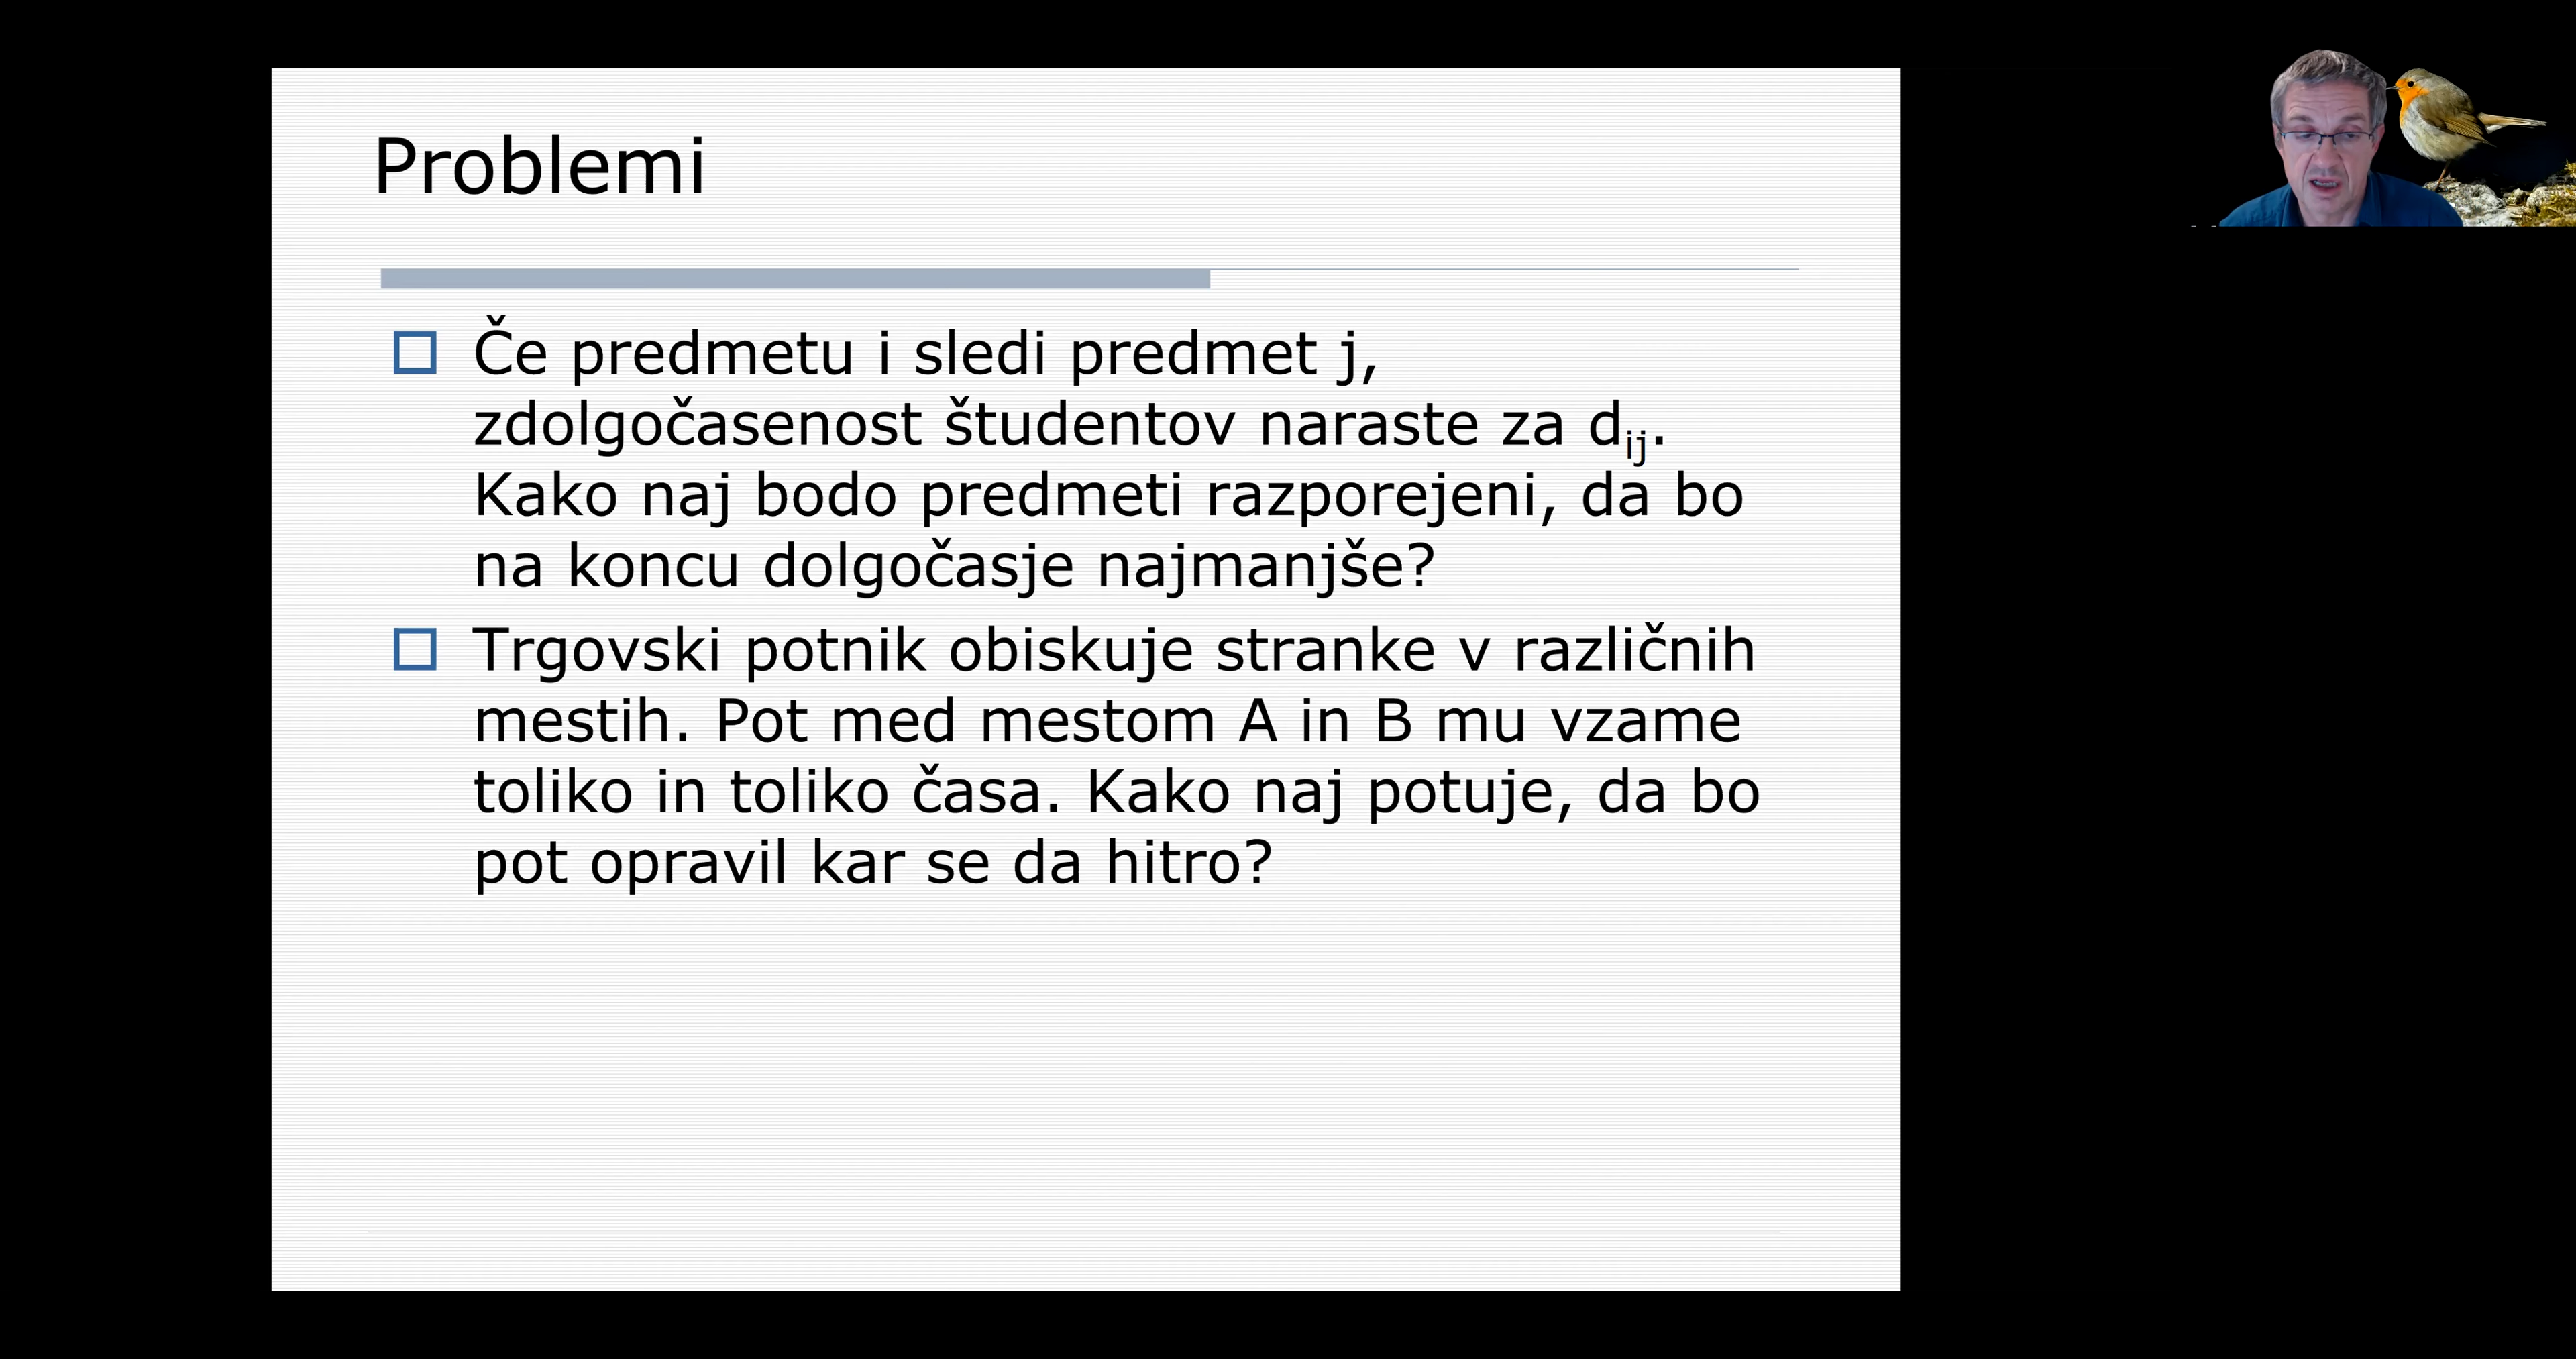 Problemi
Če predmetu i sledi predmet j,
zdolgočasenost študentov naraste za dij.
Kako naj bodo predmeti razporejeni, da bo
na koncu dolgočasje najmanjše?
Trgovski potnik obiskuje stranke v različnih
mestih. Pot med mestom A in B mu vzame
toliko in toliko časa. Kako naj potuje, da bo
pot opravil kar se da hitro?